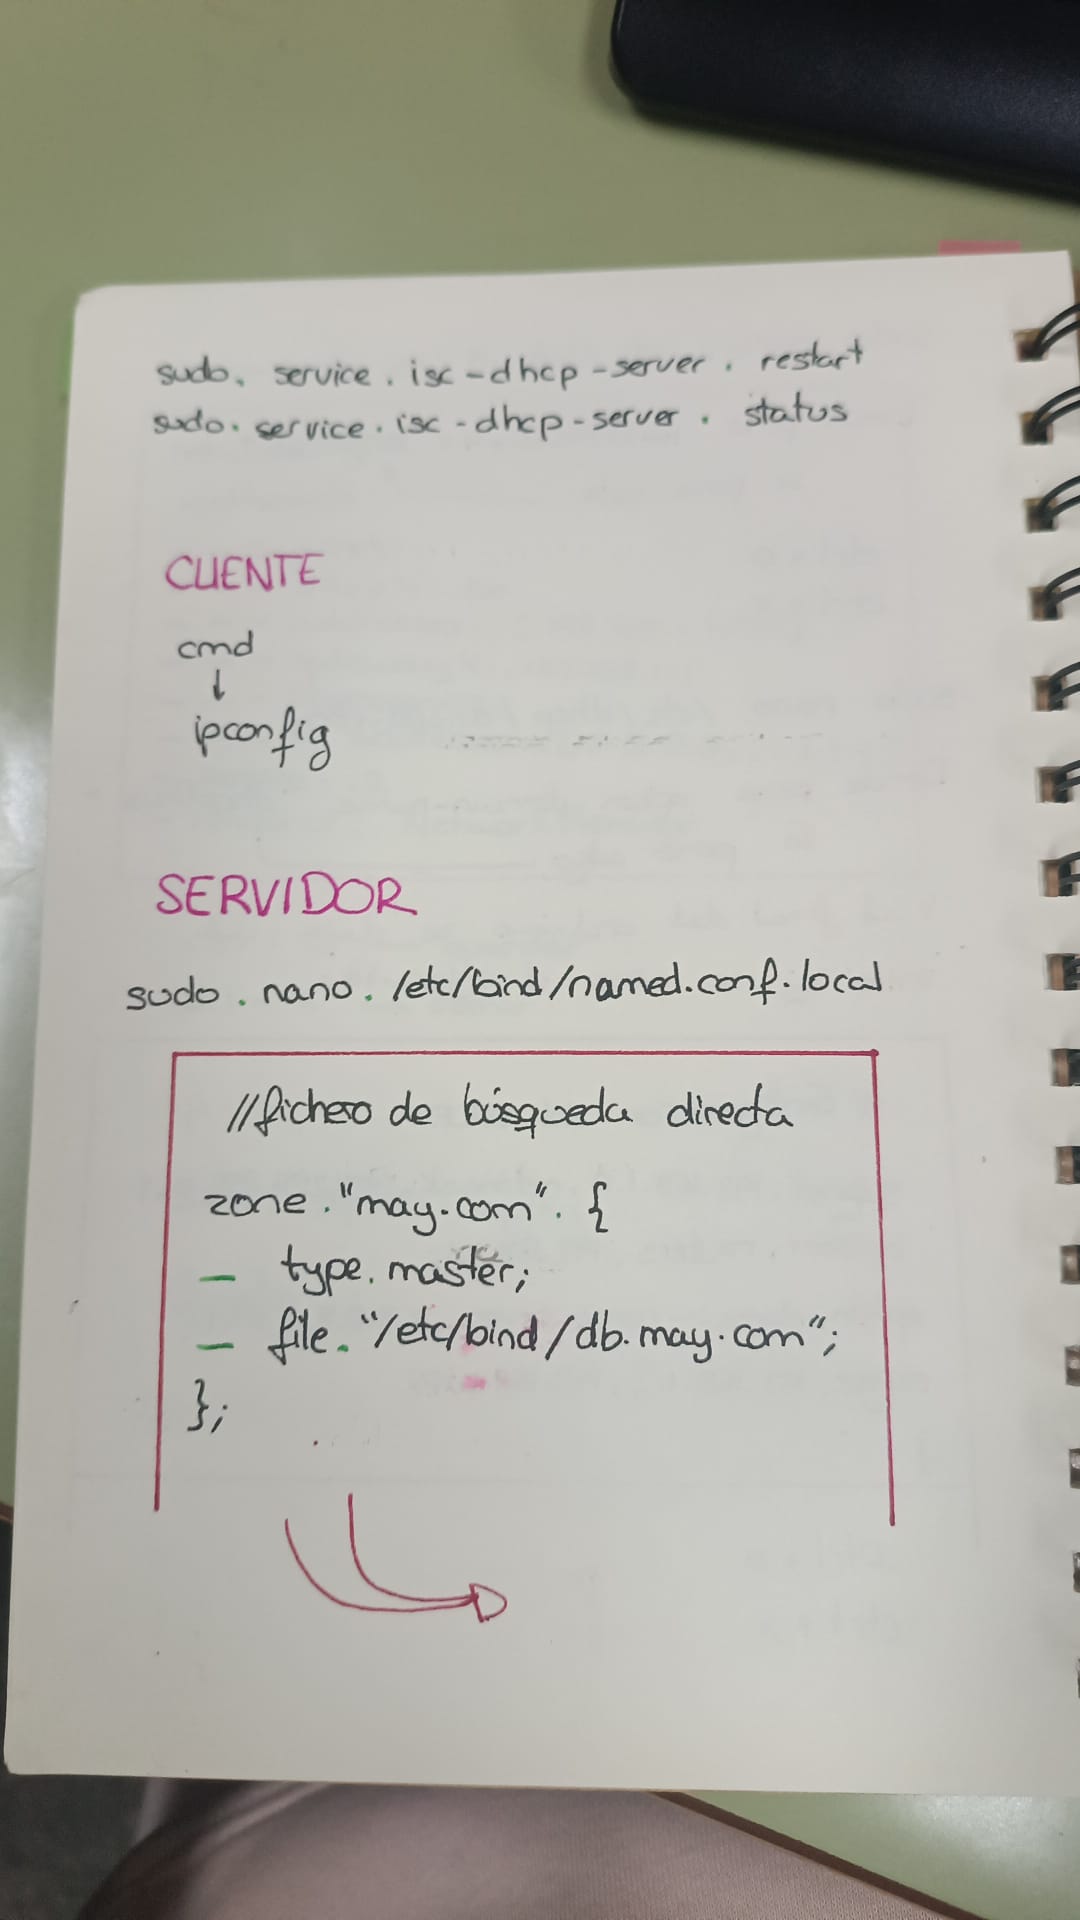 sudo. service. isc-dhcp-server. restart
sudo. service. isc-dhcp-server. status
CLIENTE
cmd
↓
ipconfig
SERVIDOR
sudo. nano. /etc/bind/named.conf.local
//fichero de búsqueda directa
zone."may.com". {
– type. master;
– file. "/etc/bind/db.may.com";
};